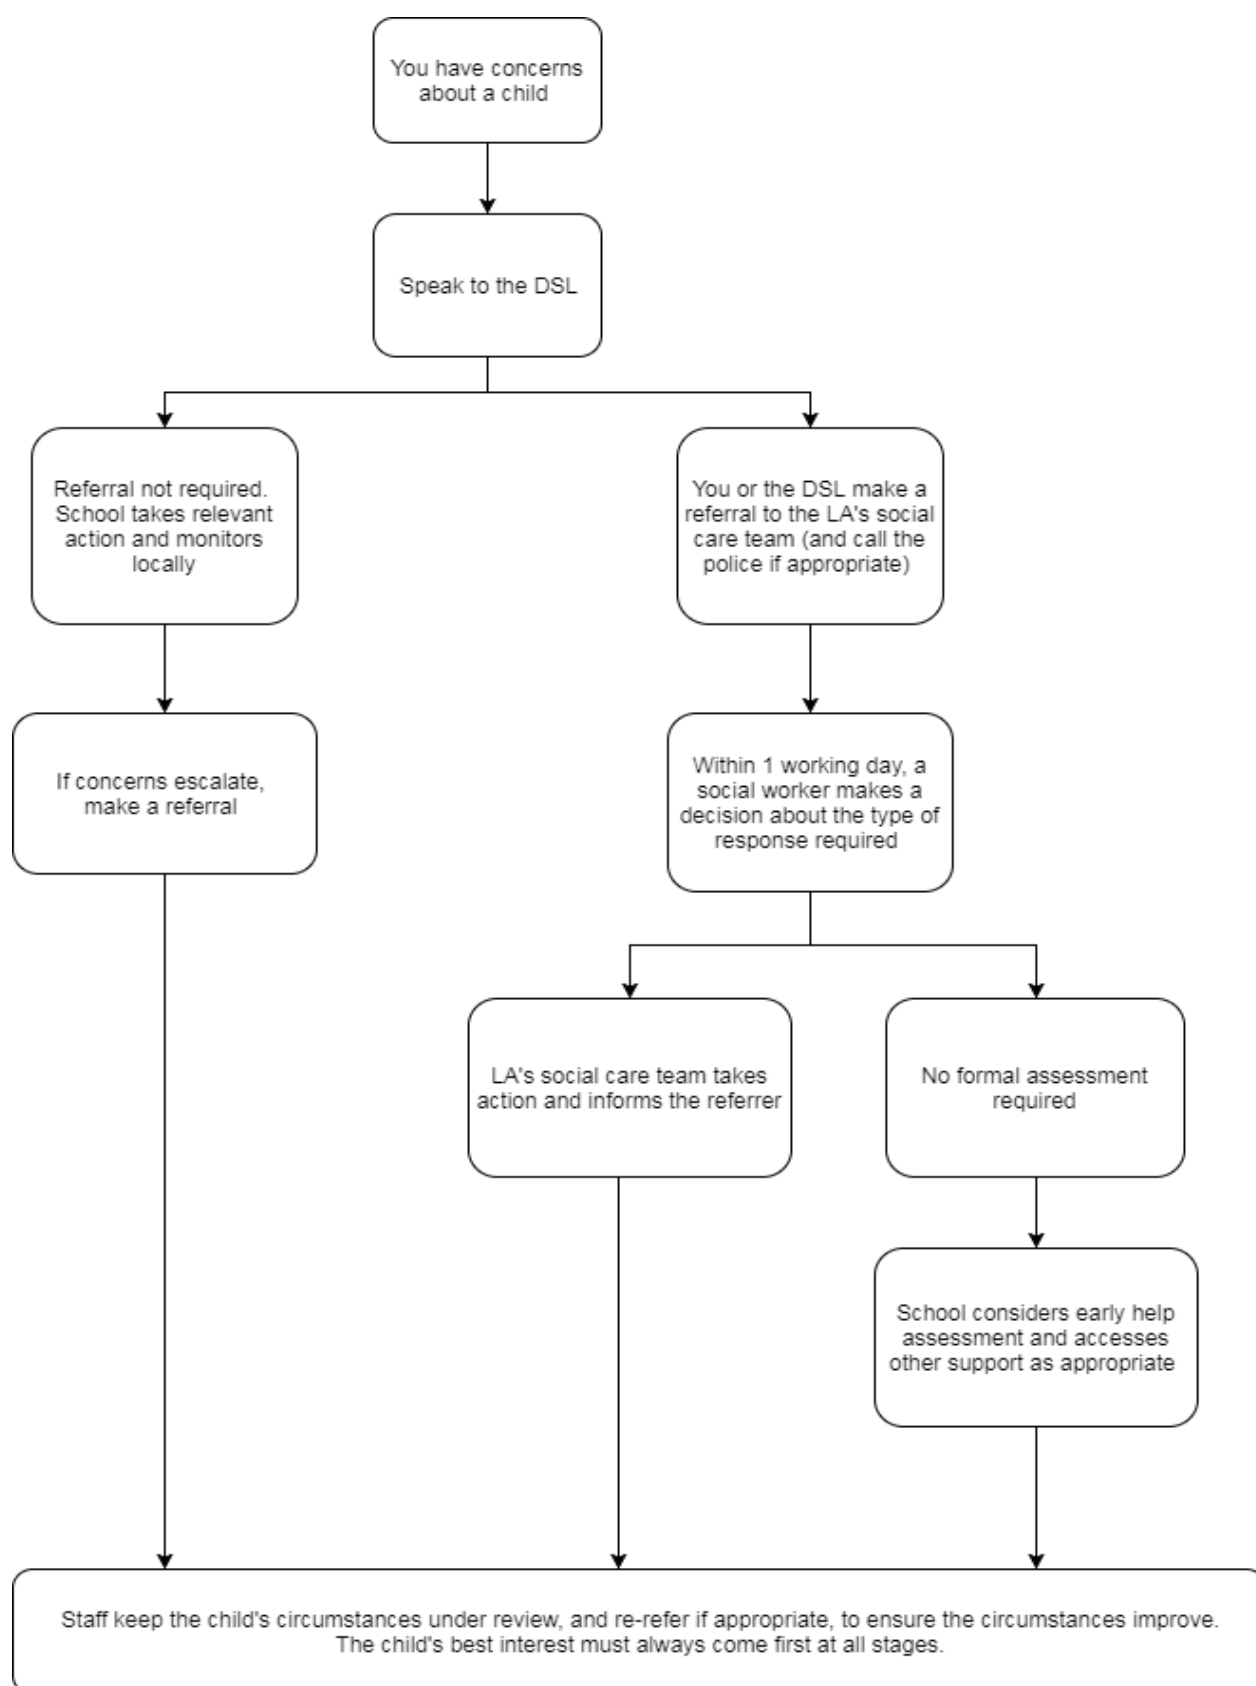 You have concerns
about a child
Speak to the DSL
Referral not required.
School takes relevant
action and monitors
locally
You or the DSL make a
referral to the LA's social
care team (and call the
police if appropriate)
If concerns escalate,
make a referral
Within 1 working day, a
social worker makes a
decision about the type of
response required
LA's social care team takes
action and informs the referrer
No formal assessment
required
School considers early help
assessment and accesses
other support as appropriate
Staff keep the child's circumstances under review, and re-refer if appropriate, to ensure the circumstances improve.
The child's best interest must always come first at all stages.